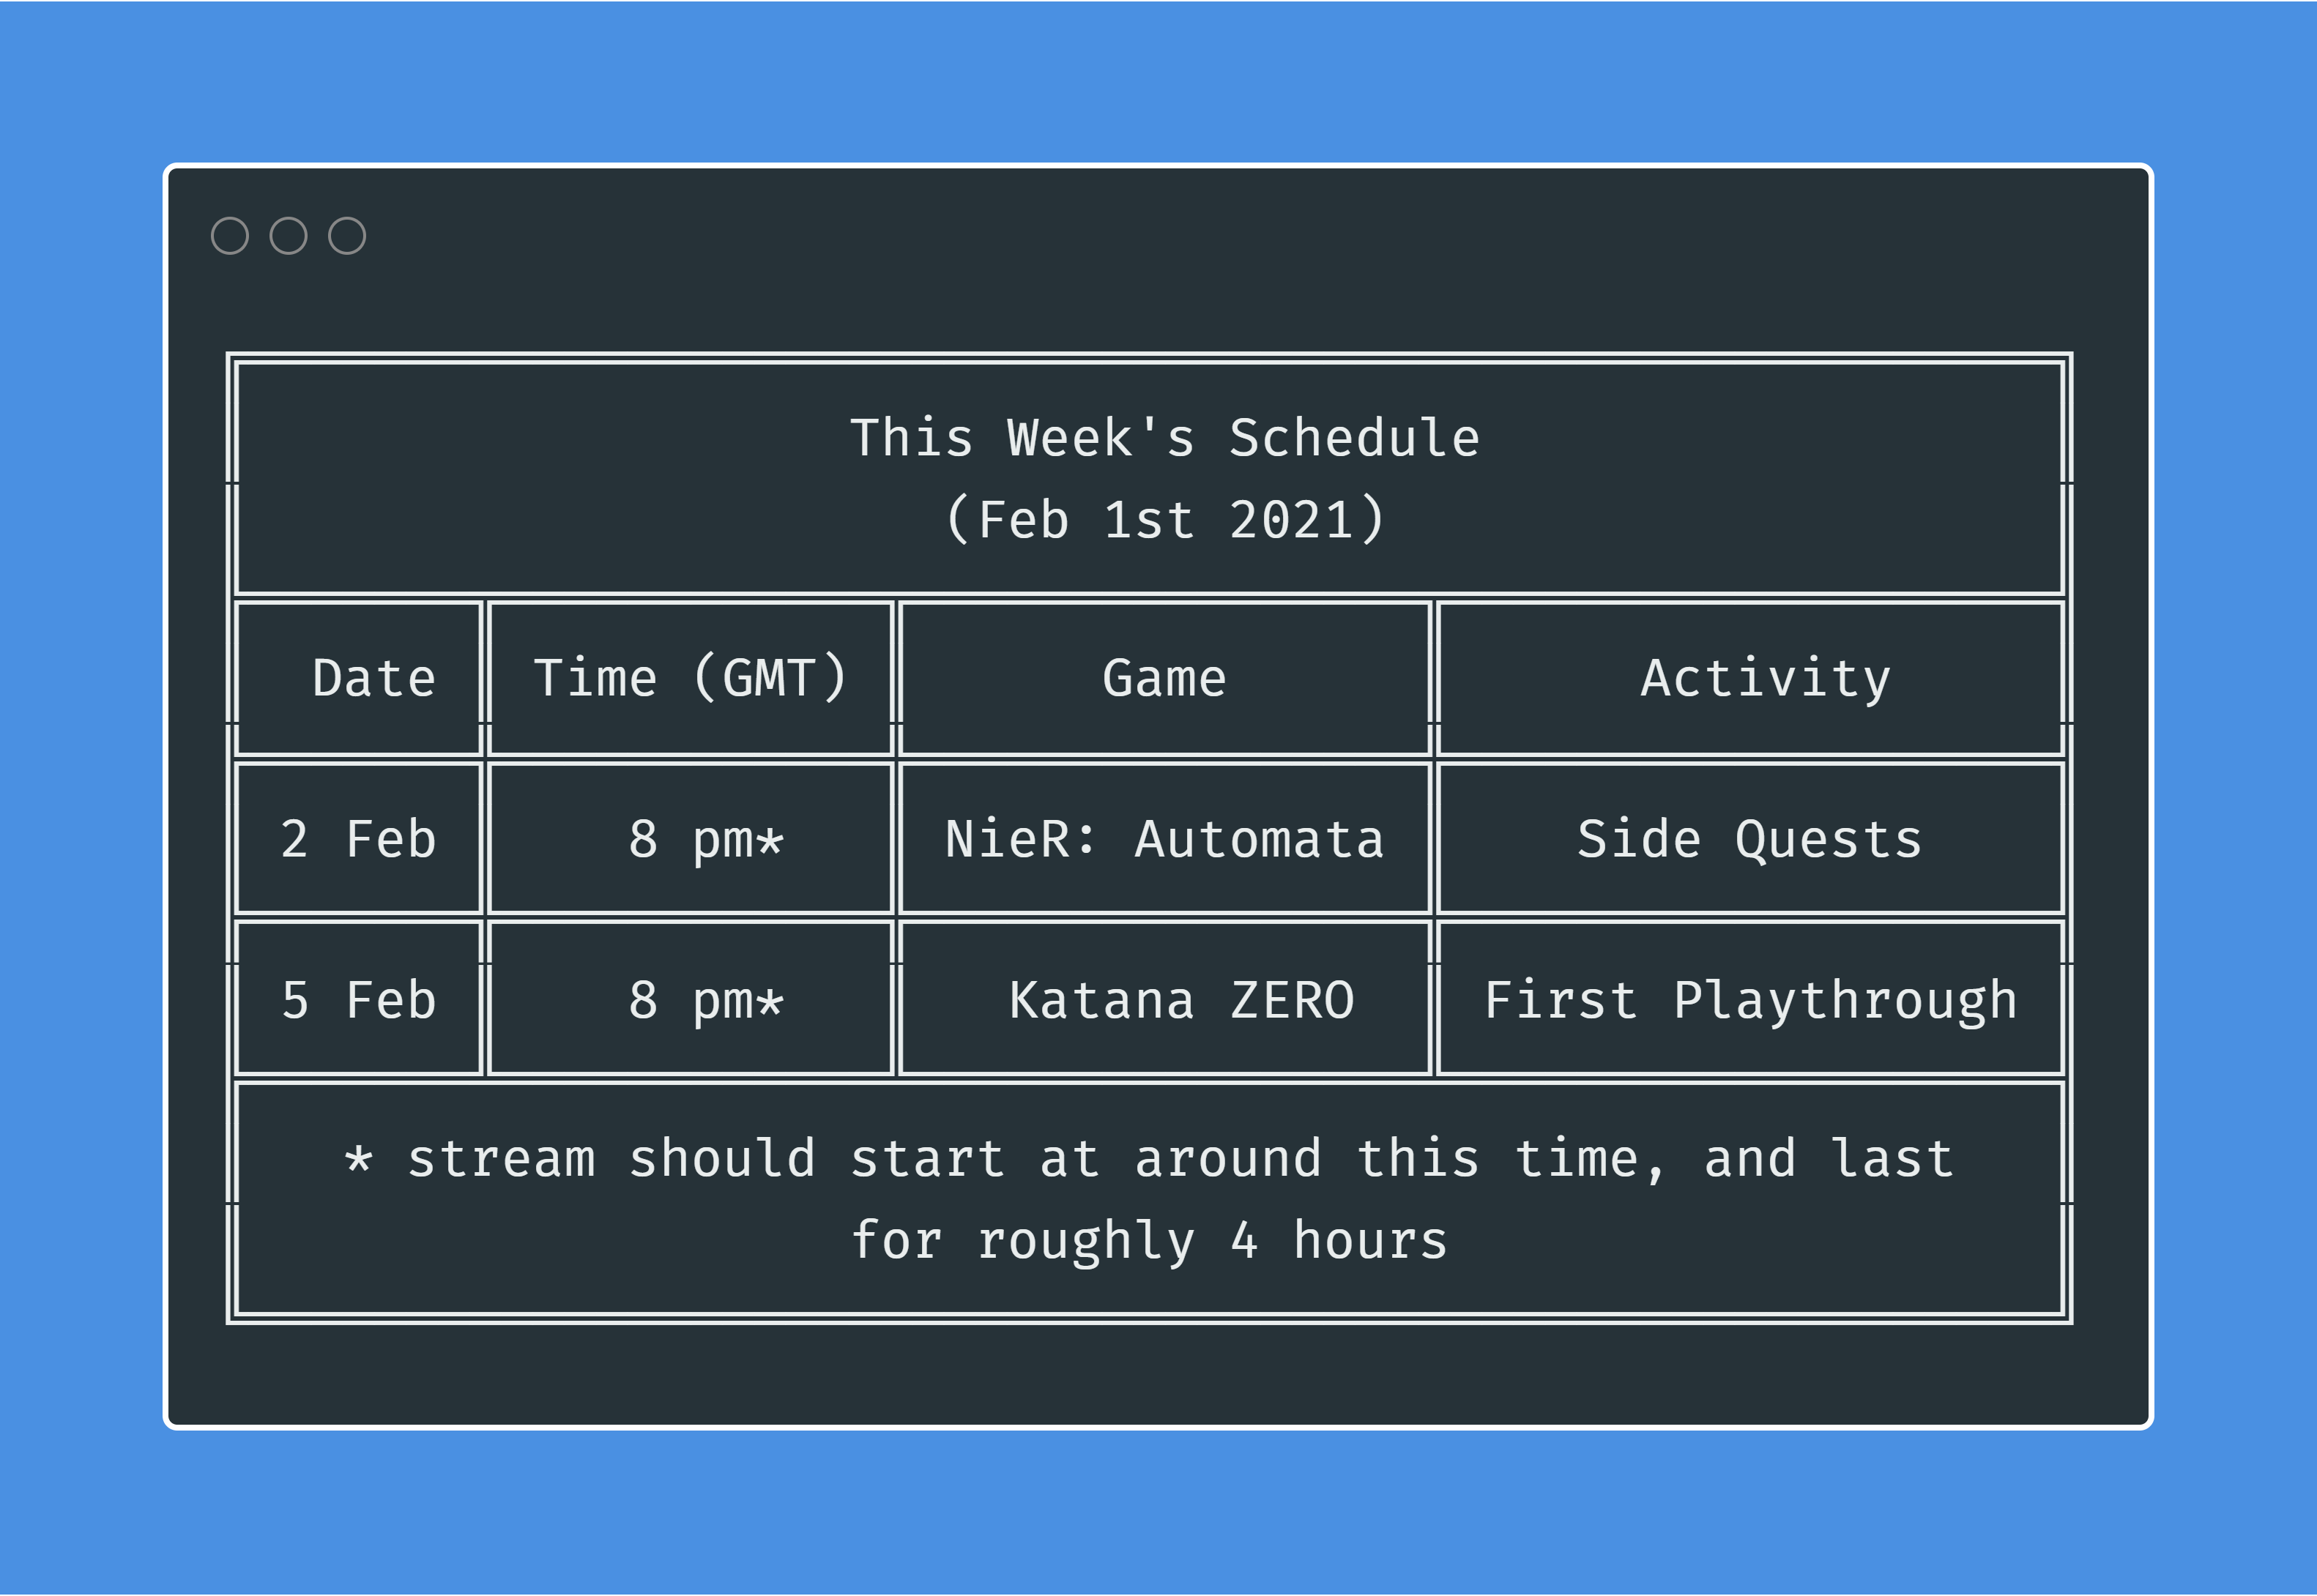 This Week's Schedule
(Feb 1st 2021)
Date Time (GMT) Game Activity
2 Feb 8 pm* NieR: Automata Side Quests
5 Feb 8 pm* Katana ZERO First Playthrough
* stream should start at around this time, and last
for roughly 4 hours